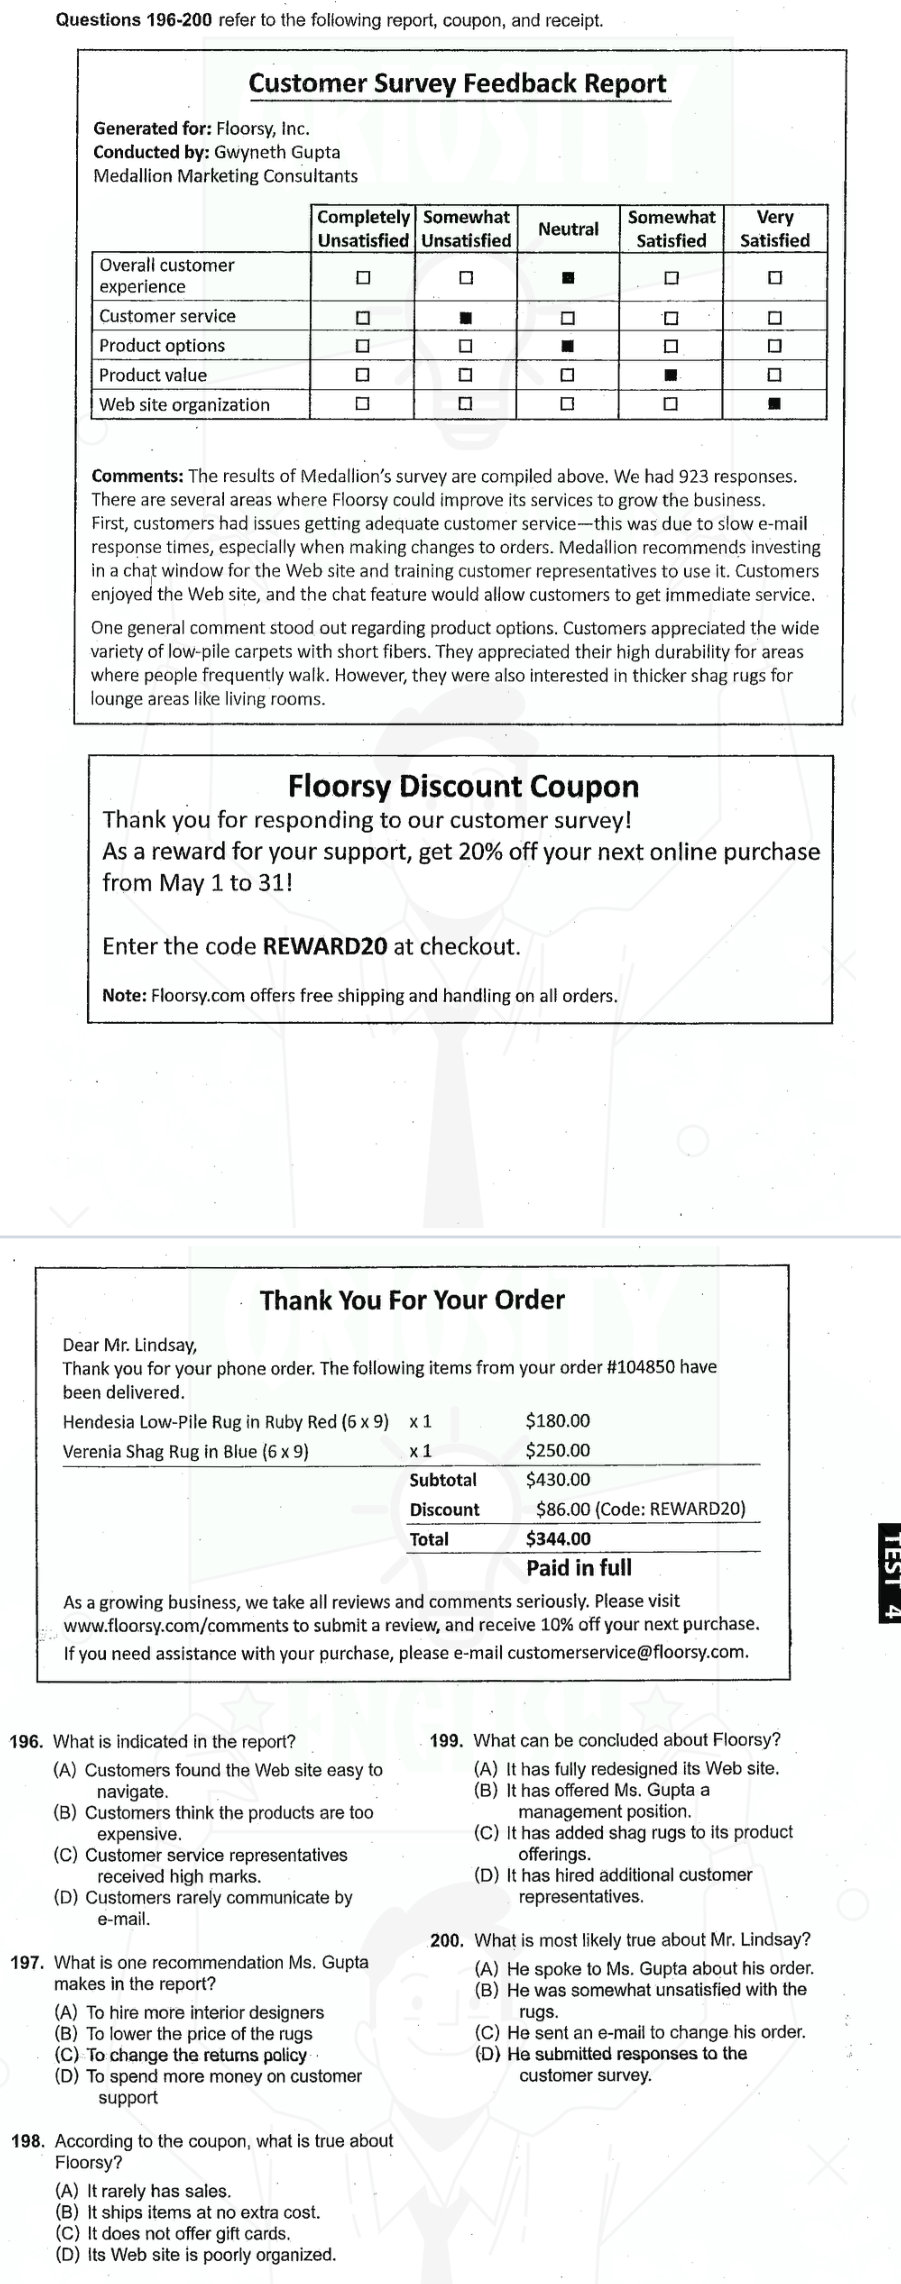 Questions 196-200 refer to the following report, coupon, and receipt.
Customer Survey Feedback Report
Generated for: Floorsy, Inc.
Conducted by: Gwyneth Gupta
Medallion Marketing Consultants
Completely Unsatisfied Somewhat Unsatisfied Neutral Somewhat Satisfied Very Satisfied
Overall customer experience □ □ ■ □ □
Customer service □ ■ □ □ □
Product options □ □ ■ □ □
Product value □ □ □ ■ □
Web site organization □ □ □ □ ■
Comments: The results of Medallion's survey are compiled above. We had 923 responses.
There are several areas where Floorsy could improve its services to grow the business.
First, customers had issues getting adequate customer service—this was due to slow e-mail
response times, especially when making changes to orders. Medallion recommends investing
in a chat window for the Web site and training customer representatives to use it. Customers
enjoyed the Web site, and the chat feature would allow customers to get immediate service.
One general comment stood out regarding product options. Customers appreciated the wide
variety of low-pile carpets with short fibers. They appreciated their high durability for areas
where people frequently walk. However, they were also interested in thicker shag rugs for
lounge areas like living rooms.
Floorsy Discount Coupon
Thank you for responding to our customer survey!
As a reward for your support, get 20% off your next online purchase
from May 1 to 31!
Enter the code REWARD20 at checkout.
Note: Floorsy.com offers free shipping and handling on all orders.
Thank You For Your Order
Dear Mr. Lindsay,
Thank you for your phone order. The following items from your order #104850 have
been delivered.
Hendesia Low-Pile Rug in Ruby Red (6 x 9) x 1 $180.00
Verenia Shag Rug in Blue (6 x 9) x 1 $250.00
Subtotal $430.00
Discount $86.00 (Code: REWARD20)
Total $344.00
Paid in full
As a growing business, we take all reviews and comments seriously. Please visit
www.floorsy.com/comments to submit a review, and receive 10% off your next purchase.
If you need assistance with your purchase, please e-mail customerservice@floorsy.com.
TEST 4
196. What is indicated in the report?
(A) Customers found the Web site easy to
navigate.
(B) Customers think the products are too
expensive.
(C) Customer service representatives
received high marks.
(D) Customers rarely communicate by
e-mail.
197. What is one recommendation Ms. Gupta
makes in the report?
(A) To hire more interior designers
(B) To lower the price of the rugs
(C) To change the returns policy
(D) To spend more money on customer
support
198. According to the coupon, what is true about
Floorsy?
(A) It rarely has sales.
(B) It ships items at no extra cost.
(C) It does not offer gift cards.
(D) Its Web site is poorly organized.
199. What can be concluded about Floorsy?
(A) It has fully redesigned its Web site.
(B) It has offered Ms. Gupta a
management position.
(C) It has added shag rugs to its product
offerings.
(D) It has hired additional customer
representatives.
200. What is most likely true about Mr. Lindsay?
(A) He spoke to Ms. Gupta about his order.
(B) He was somewhat unsatisfied with the
rugs.
(C) He sent an e-mail to change his order.
(D) He submitted responses to the
customer survey.